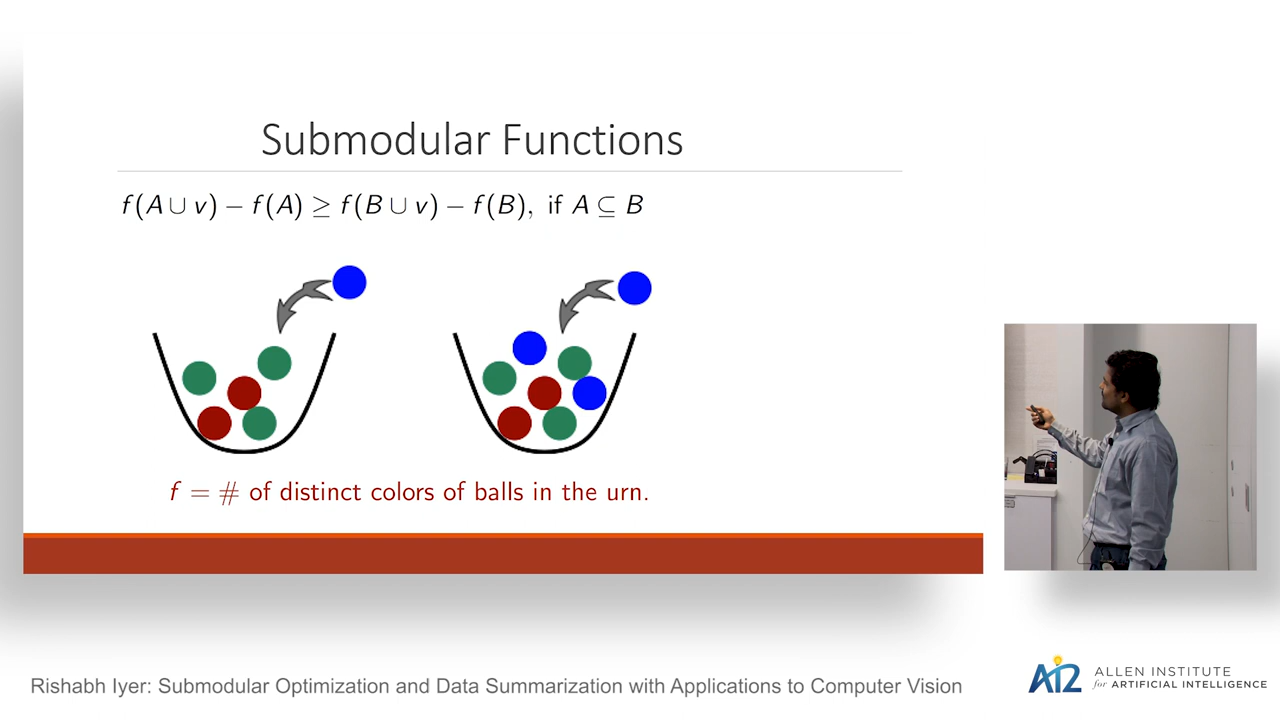 Submodular Functions
f(A ∪ v) − f(A) ≥ f(B ∪ v) − f(B), if A ⊆ B
f = # of distinct colors of balls in the urn.
Rishabh Iyer: Submodular Optimization and Data Summarization with Applications to Computer Vision
AI2
ALLEN INSTITUTE
for ARTIFICIAL INTELLIGENCE